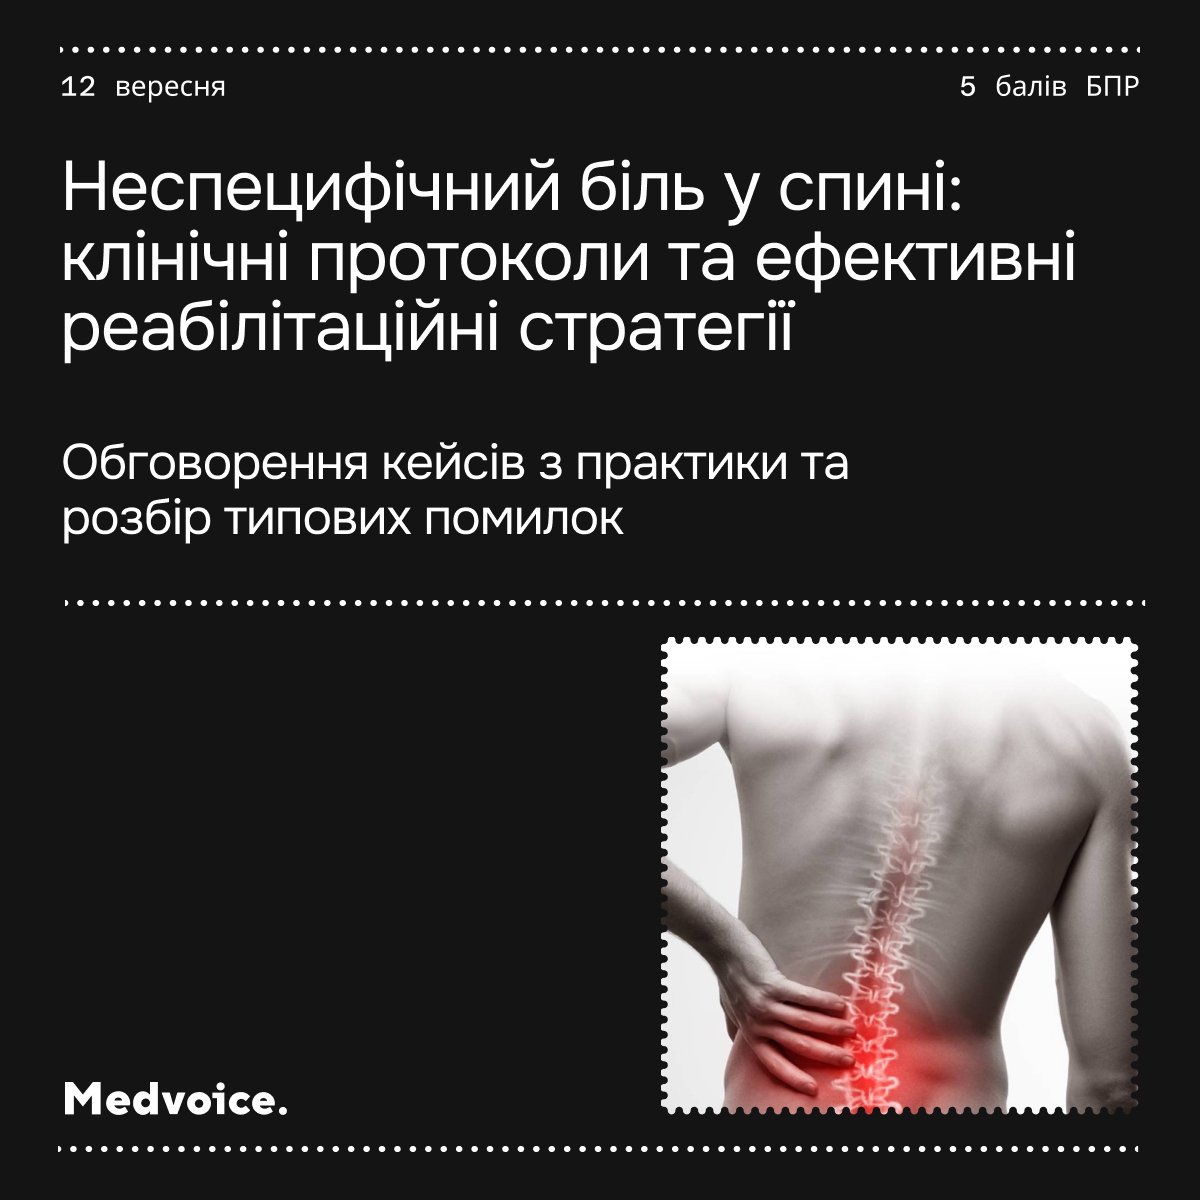 12 вересня
5 балів БПР
Неспецифічний біль у спині:
клінічні протоколи та ефективні
реабілітаційні стратегії
Обговорення кейсів з практики та
розбір типових помилок
Medvoice.